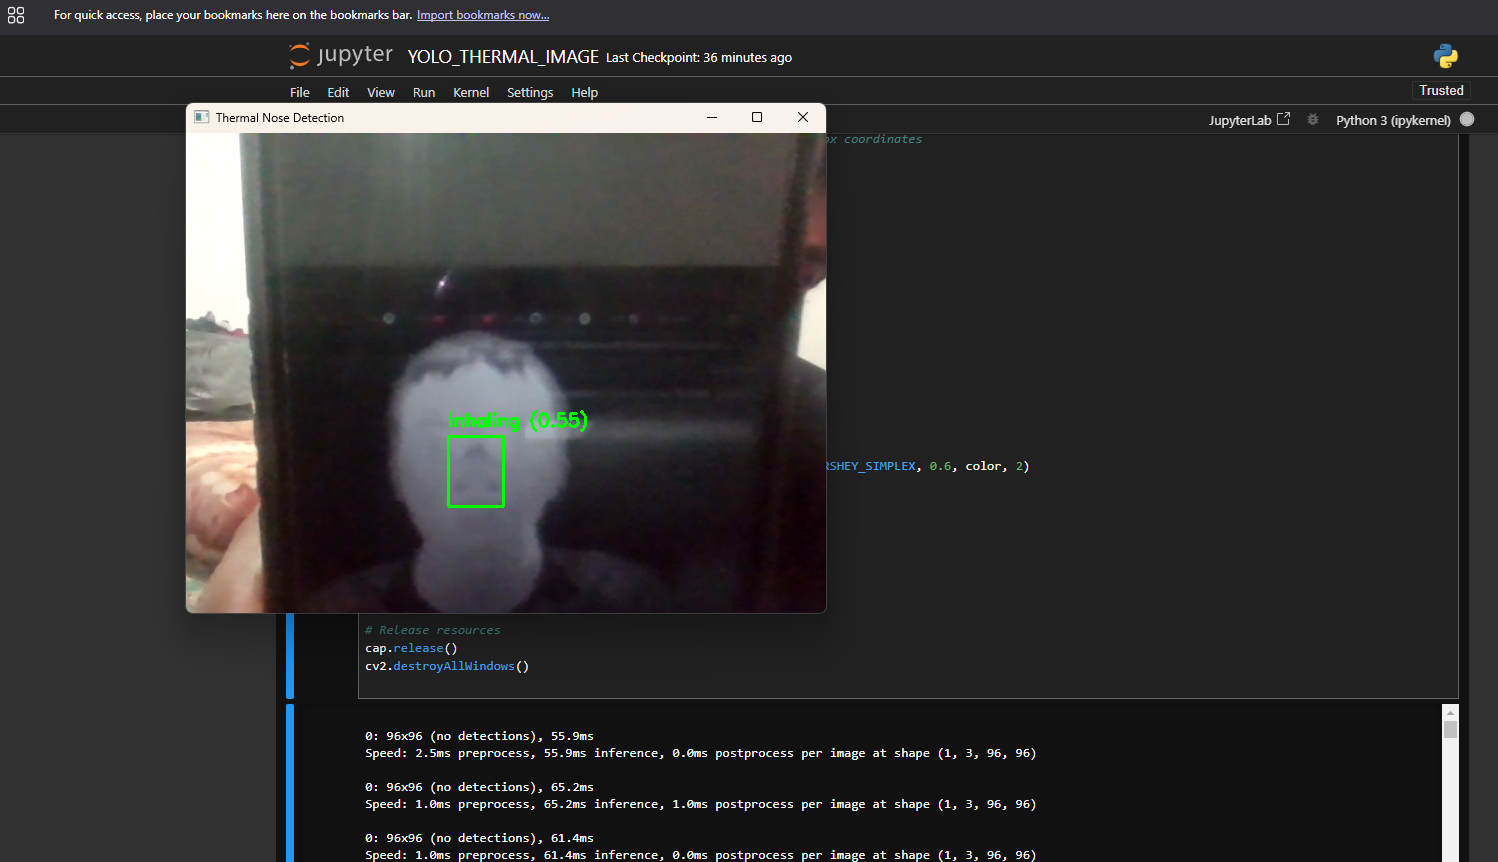 For quick access, place your bookmarks here on the bookmarks bar. Import bookmarks now...
jupyter YOLO_THERMAL_IMAGE Last Checkpoint: 36 minutes ago
File Edit View Run Kernel Settings Help
Trusted
JupyterLab Python 3 (ipykernel)
Thermal Nose Detection
ox coordinates
Inhaling (0.55)
RSHEY_SIMPLEX, 0.6, color, 2)
# Release resources
cap.release()
cv2.destroyAllWindows()
0: 96x96 (no detections), 55.9ms
Speed: 2.5ms preprocess, 55.9ms inference, 0.0ms postprocess per image at shape (1, 3, 96, 96)
0: 96x96 (no detections), 65.2ms
Speed: 1.0ms preprocess, 65.2ms inference, 1.0ms postprocess per image at shape (1, 3, 96, 96)
0: 96x96 (no detections), 61.4ms
Speed: 1.0ms preprocess, 61.4ms inference, 0.0ms postprocess per image at shape (1, 3, 96, 96)